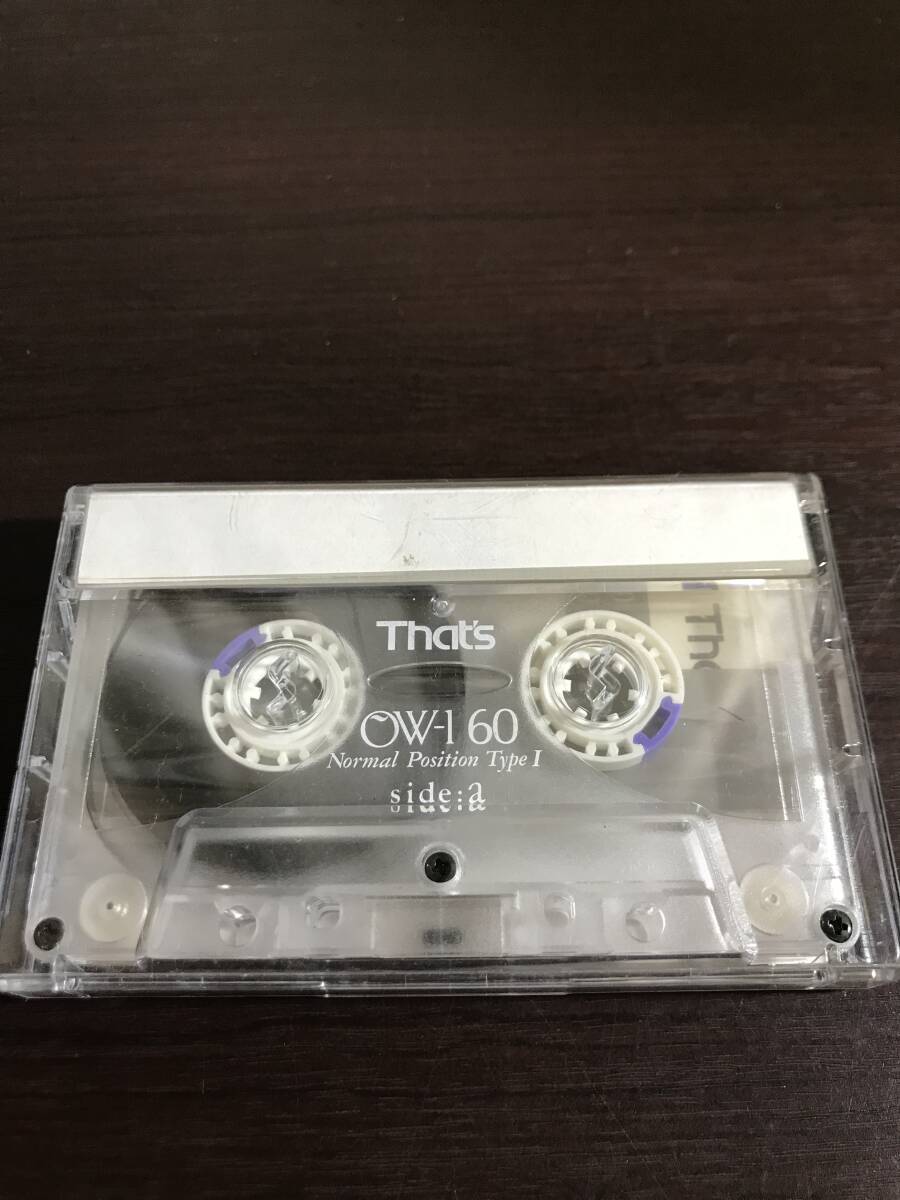 That's
OW-I 60
Normal Position Type I
side:a